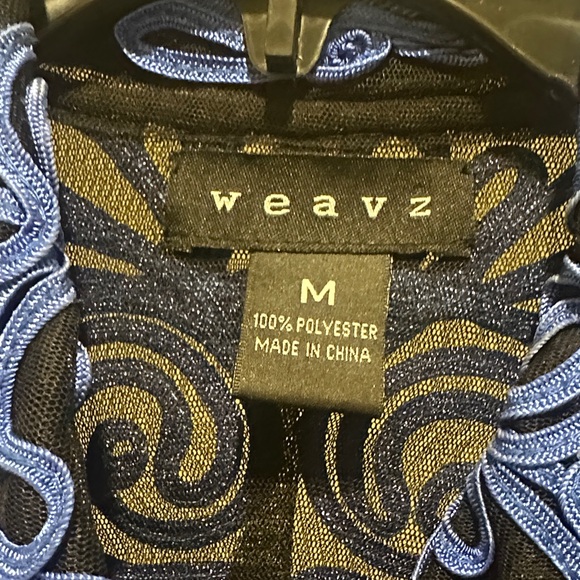 weavz
M
100% POLYESTER
MADE IN CHINA